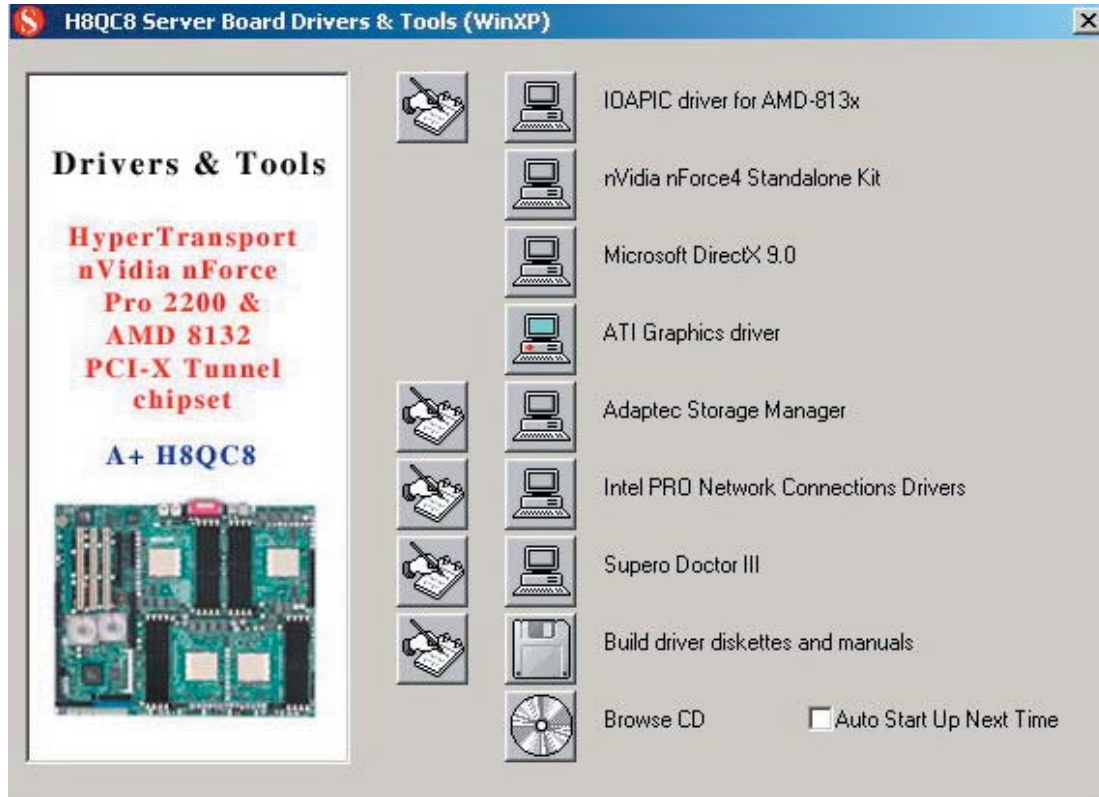 H8QC8 Server Board Drivers & Tools (WinXP)
Drivers & Tools
HyperTransport
nVidia nForce
Pro 2200 &
AMD 8132
PCI-X Tunnel
chipset
A+ H8QC8
IOAPIC driver for AMD-813x
nVidia nForce4 Standalone Kit
Microsoft DirectX 9.0
ATI Graphics driver
Adaptec Storage Manager
Intel PRO Network Connections Drivers
Supero Doctor III
Build driver diskettes and manuals
Browse CD
Auto Start Up Next Time